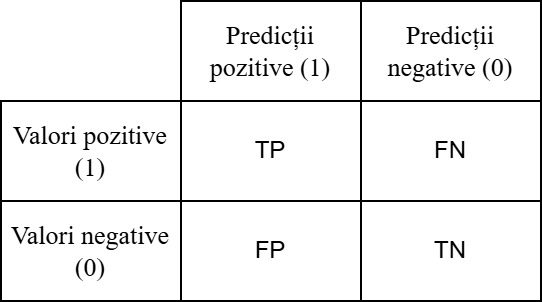 Predicții
pozitive (1)
Predicții
negative (0)
Valori pozitive
(1)
TP
FN
Valori negative
(0)
FP
TN